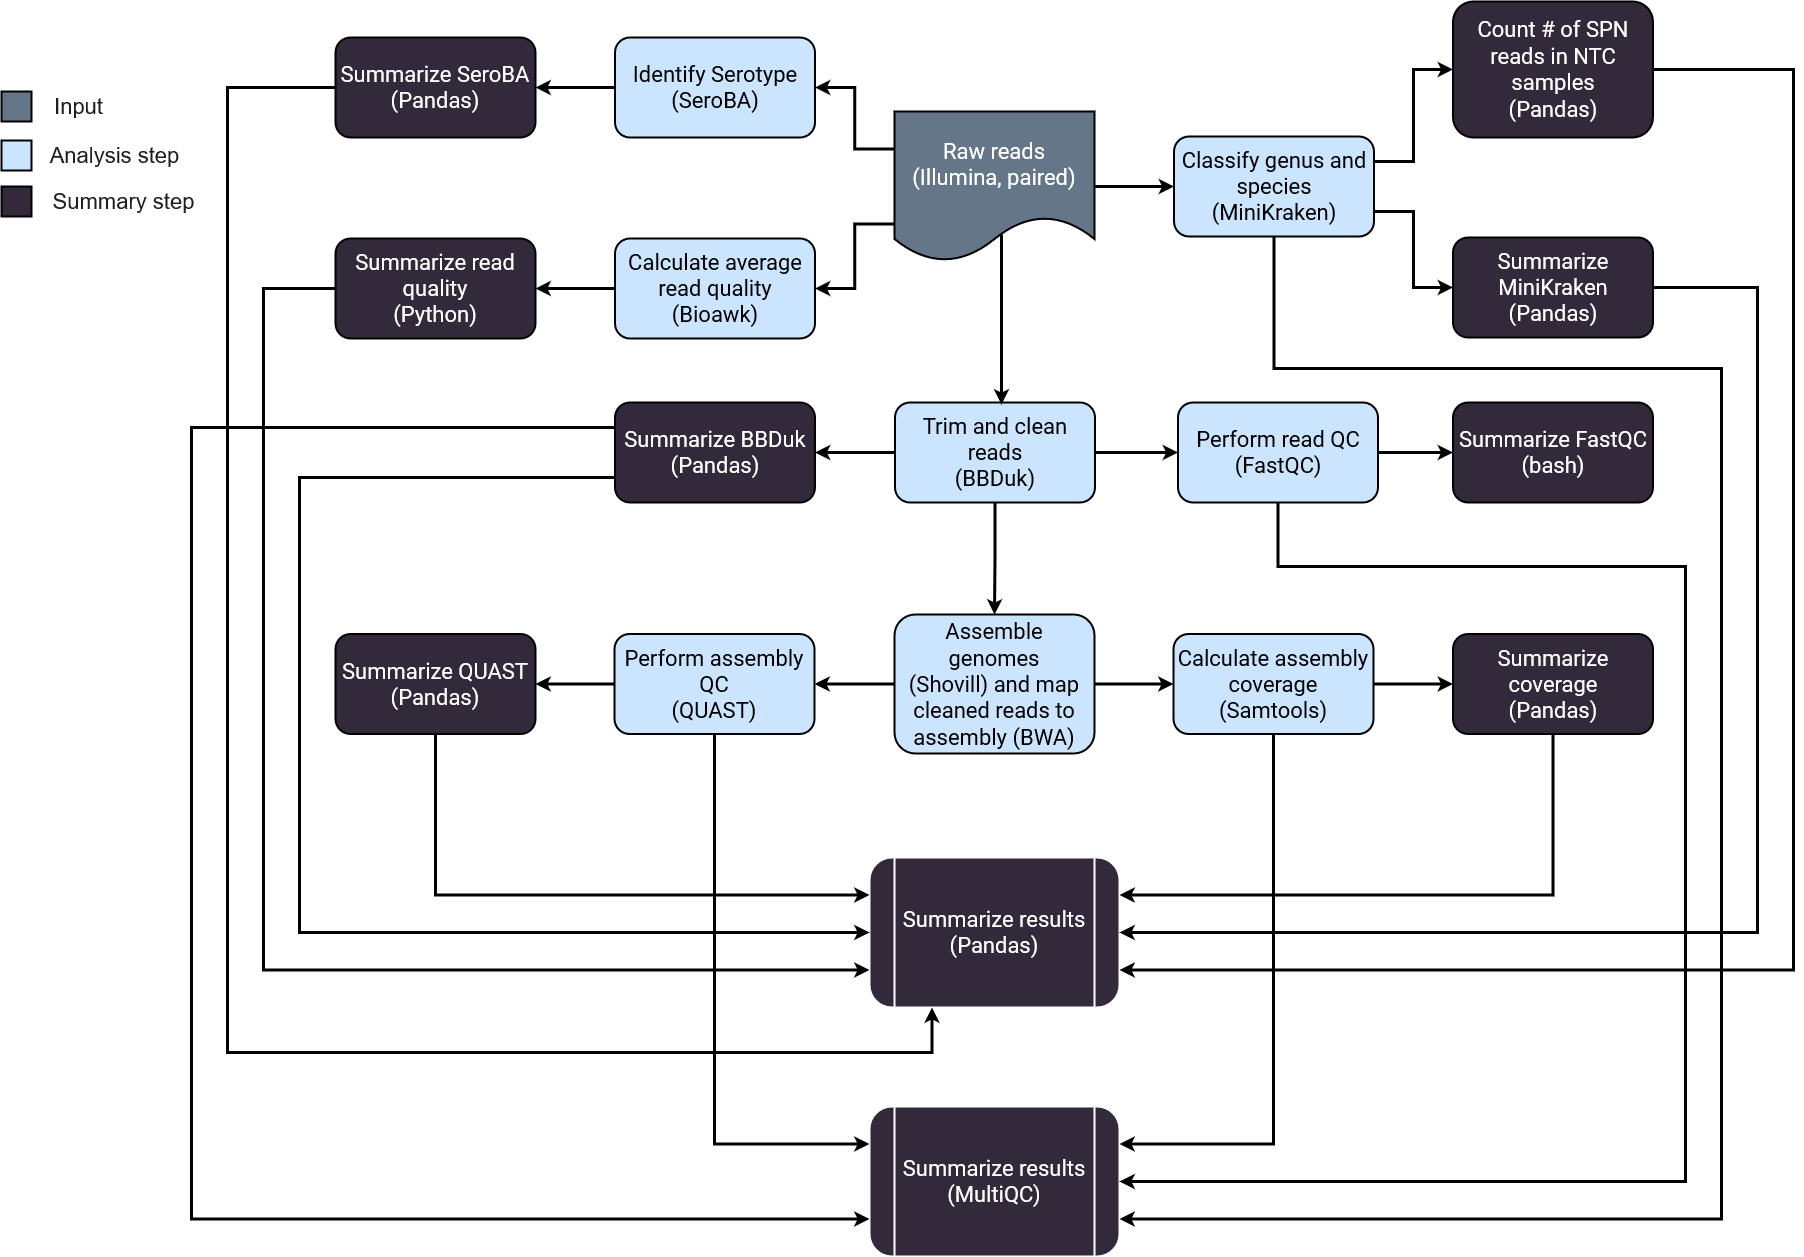 Input
Analysis step
Summary step
Summarize SeroBA
(Pandas)
Identify Serotype
(SeroBA)
Raw reads
(Illumina, paired)
Classify genus and
species
(MiniKraken)
Count # of SPN
reads in NTC
samples
(Pandas)
Summarize read
quality
(Python)
Calculate average
read quality
(Bioawk)
Summarize
MiniKraken
(Pandas)
Summarize BBDuk
(Pandas)
Trim and clean
reads
(BBDuk)
Perform read QC
(FastQC)
Summarize FastQC
(bash)
Summarize QUAST
(Pandas)
Perform assembly
QC
(QUAST)
Assemble
genomes
(Shovill) and map
cleaned reads to
assembly (BWA)
Calculate assembly
coverage
(Samtools)
Summarize
coverage
(Pandas)
Summarize results
(Pandas)
Summarize results
(MultiQC)